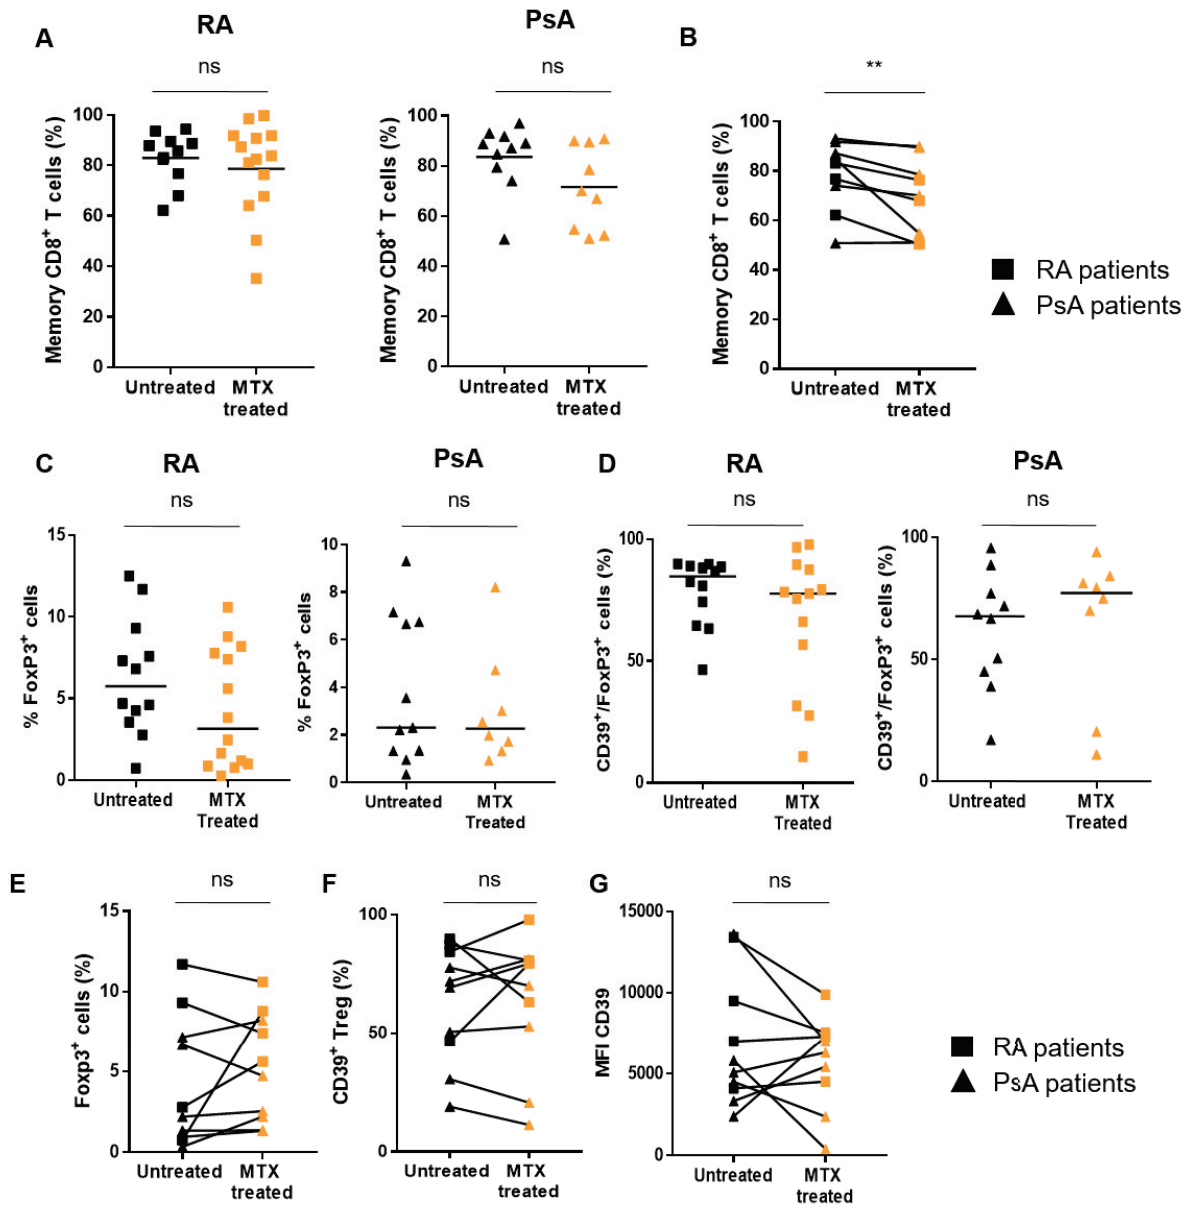 A
RA
PsA
B
ns
ns
**
Memory CD8+ T cells (%)
100
80
60
40
20
0
Untreated
MTX
treated
Memory CD8+ T cells (%)
100
80
60
40
20
0
Untreated
MTX
treated
Memory CD8+ T cells (%)
100
80
60
40
20
0
Untreated
MTX
treated
RA patients
PsA patients
C
RA
PsA
D
RA
PsA
ns
ns
ns
ns
% FoxP3+ cells
15
10
5
0
Untreated
MTX
Treated
% FoxP3+ cells
10
8
6
4
2
0
Untreated
MTX
Treated
CD39+/FoxP3+ cells (%)
100
50
0
Untreated
MTX
Treated
CD39+/FoxP3+ cells (%)
100
50
0
Untreated
MTX
Treated
E
ns
F
ns
G
ns
Foxp3+ cells (%)
15
10
5
0
Untreated
MTX
treated
CD39+ Treg (%)
100
50
0
Untreated
MTX
treated
MFI CD39
15000
10000
5000
0
Untreated
MTX
treated
RA patients
PsA patients